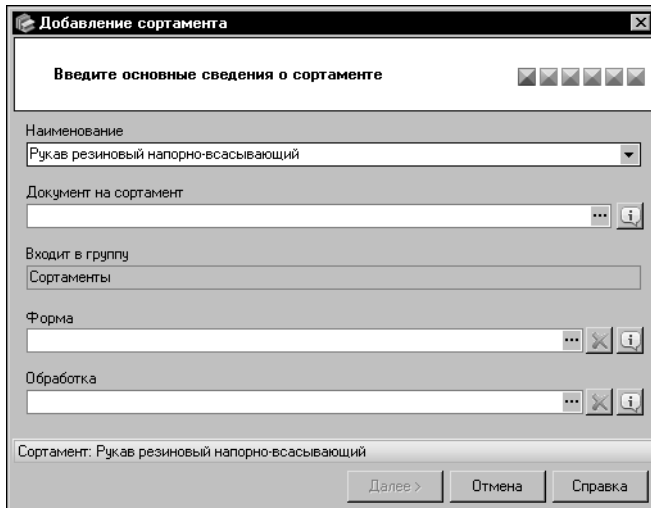 Добавление сортамента
Введите основные сведения о сортаменте
Наименование
Рукав резиновый напорно-всасывающий
Документ на сортамент
...
Входит в группу
Сортаменты
Форма
...
Обработка
...
Сортамент: Рукав резиновый напорно-всасывающий
Далее > Отмена Справка